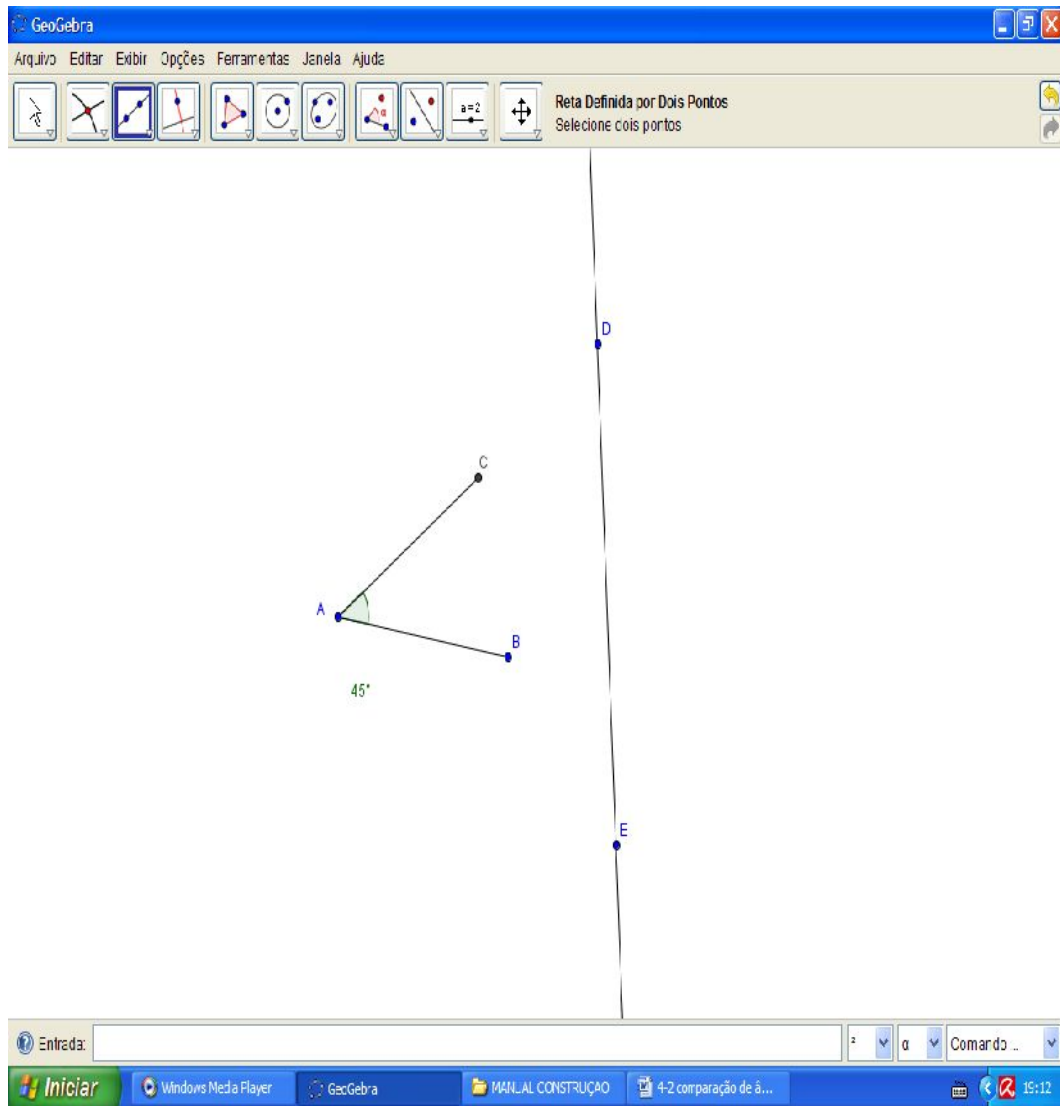 GeoGebra
Arquivo Editar Exibir Opções Ferramentas Janela Ajuda
a=2
Reta Definida por Dois Pontos
Selecione dois pontos
D
C
A
B
45°
E
Entrada:
² α Comando ...
Iniciar Windows Media Player GeoGebra MANUAL CONSTRUÇAO 4-2 comparação de â... 19:12